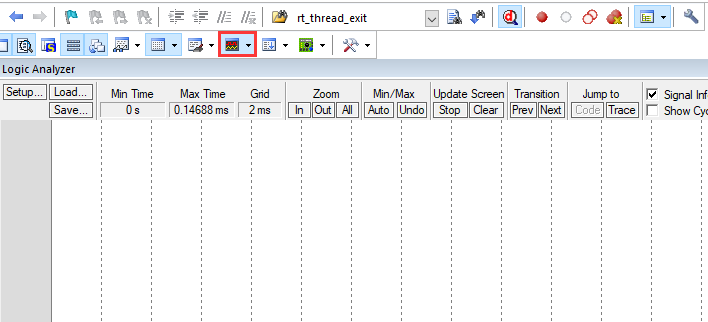 rt_thread_exit
Logic Analyzer
Setup... Load... Min Time Max Time Grid Zoom Min/Max Update Screen Transition Jump to Signal Inf
Save... 0 s 0.14688 ms 2 ms In Out All Auto Undo Stop Clear Prev Next Code Trace Show Cyc